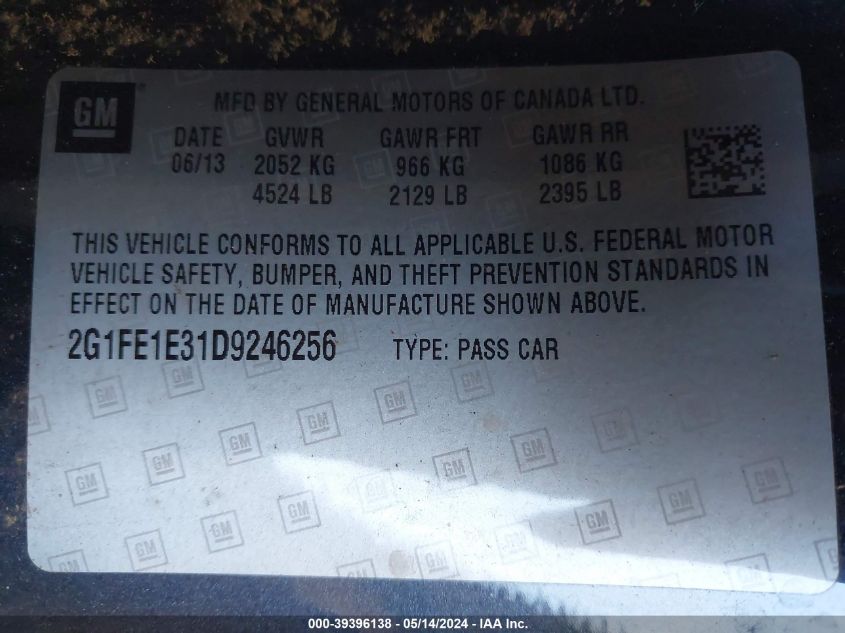 GM
MFD BY GENERAL MOTORS OF CANADA LTD.
DATE GVWR GAWR FRT GAWR RR
06/13 2052 KG 966 KG 1086 KG
4524 LB 2129 LB 2395 LB
THIS VEHICLE CONFORMS TO ALL APPLICABLE U.S. FEDERAL MOTOR
VEHICLE SAFETY, BUMPER, AND THEFT PREVENTION STANDARDS IN
EFFECT ON THE DATE OF MANUFACTURE SHOWN ABOVE.
2G1FE1E31D9246256 TYPE: PASS CAR
000-39396138 - 05/14/2024 - IAA Inc.